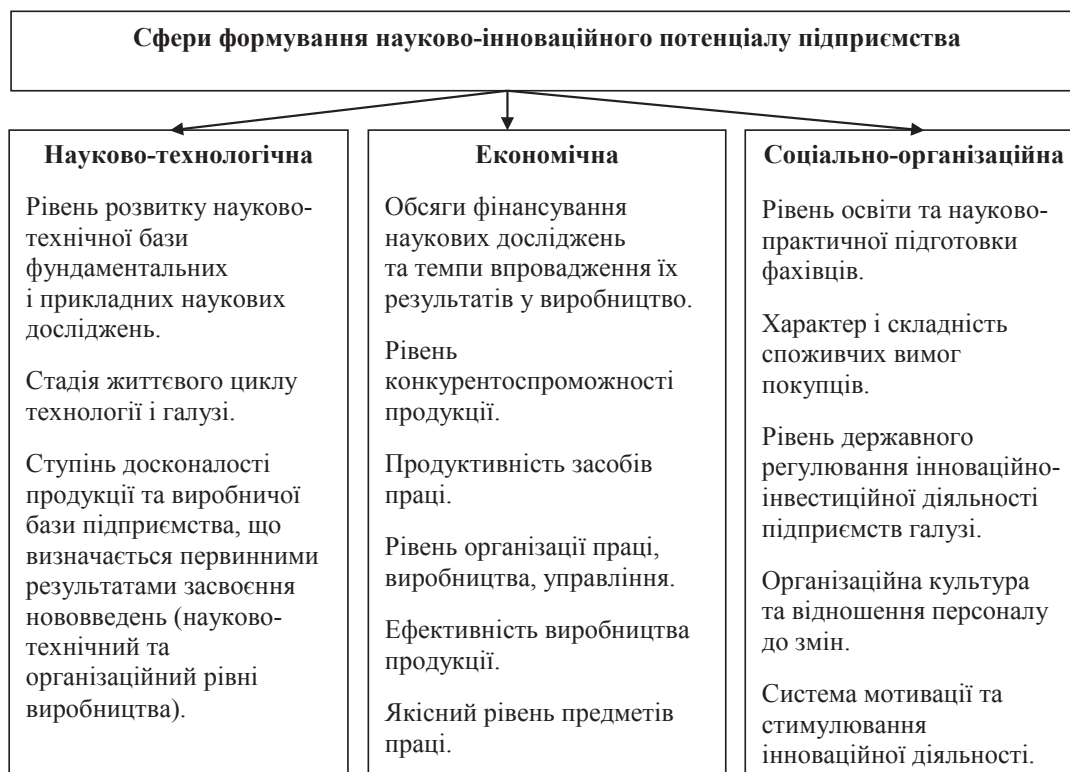 Сфери формування науково-інноваційного потенціалу підприємства
Науково-технологічна
Рівень розвитку науково-
технічної бази
фундаментальних
і прикладних наукових
досліджень.
Стадія життєвого циклу
технології і галузі.
Ступінь досконалості
продукції та виробничої
бази підприємства, що
визначається первинними
результатами засвоєння
нововведень (науково-
технічний та
організаційний рівні
виробництва).
Економічна
Обсяги фінансування
наукових досліджень
та темпи впровадження їх
результатів у виробництво.
Рівень
конкурентоспроможності
продукції.
Продуктивність засобів
праці.
Рівень організації праці,
виробництва, управління.
Ефективність виробництва
продукції.
Якісний рівень предметів
праці.
Соціально-організаційна
Рівень освіти та науково-
практичної підготовки
фахівців.
Характер і складність
споживчих вимог
покупців.
Рівень державного
регулювання інноваційно-
інвестиційної діяльності
підприємств галузі.
Організаційна культура
та відношення персоналу
до змін.
Система мотивації та
стимулювання
інноваційної діяльності.